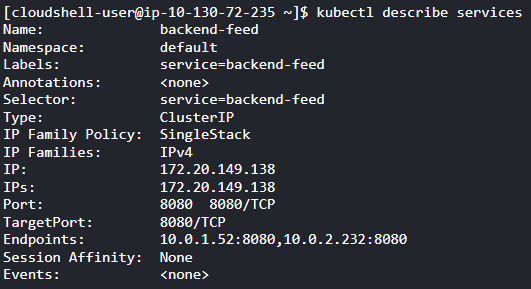 [cloudshell-user@ip-10-130-72-235 ~]$ kubectl describe services
Name:              backend-feed
Namespace:         default
Labels:            service=backend-feed
Annotations:       <none>
Selector:          service=backend-feed
Type:              ClusterIP
IP Family Policy:  SingleStack
IP Families:       IPv4
IP:                172.20.149.138
IPs:               172.20.149.138
Port:              8080  8080/TCP
TargetPort:        8080/TCP
Endpoints:         10.0.1.52:8080,10.0.2.232:8080
Session Affinity:  None
Events:            <none>